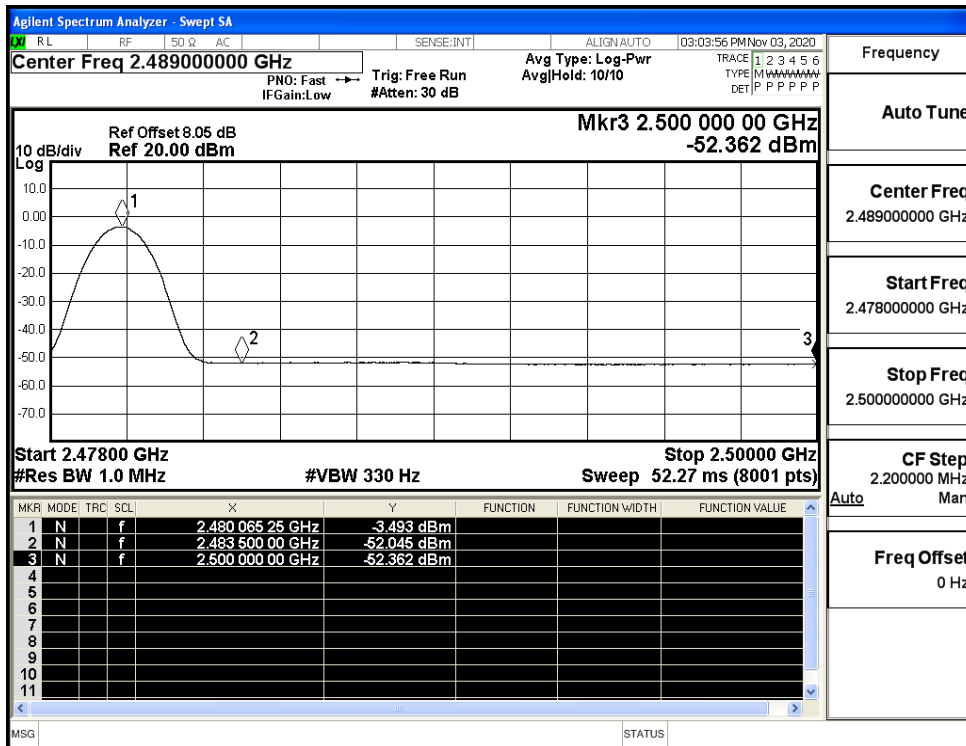 Agilent Spectrum Analyzer - Swept SA
LXI RL RF 50 Ω AC SENSE:INT ALIGNAUTO 03:03:56 PM Nov 03, 2020
Center Freq 2.489000000 GHz
PNO: Fast
IFGain:Low
Trig: Free Run
#Atten: 30 dB
Avg Type: Log-Pwr
Avg|Hold: 10/10
TRACE 1 2 3 4 5 6
TYPE M
DET P P P P P P
Frequency
Auto Tune
Center Freq
2.489000000 GHz
Start Freq
2.478000000 GHz
Stop Freq
2.500000000 GHz
CF Step
2.200000 MHz
Auto Man
Freq Offset
0 Hz
Mkr3 2.500 000 00 GHz
-52.362 dBm
Ref Offset 8.05 dB
10 dB/div Ref 20.00 dBm
Log
10.0
0.00
-10.0
-20.0
-30.0
-40.0
-50.0
-60.0
-70.0
1
2
3
Start 2.47800 GHz Stop 2.50000 GHz
#Res BW 1.0 MHz #VBW 330 Hz Sweep 52.27 ms (8001 pts)
MKR MODE TRC SCL X Y FUNCTION FUNCTION WIDTH FUNCTION VALUE
1 N f 2.480 065 25 GHz -3.493 dBm
2 N f 2.483 500 00 GHz -52.045 dBm
3 N f 2.500 000 00 GHz -52.362 dBm
4
5
6
7
8
9
10
11
MSG STATUS